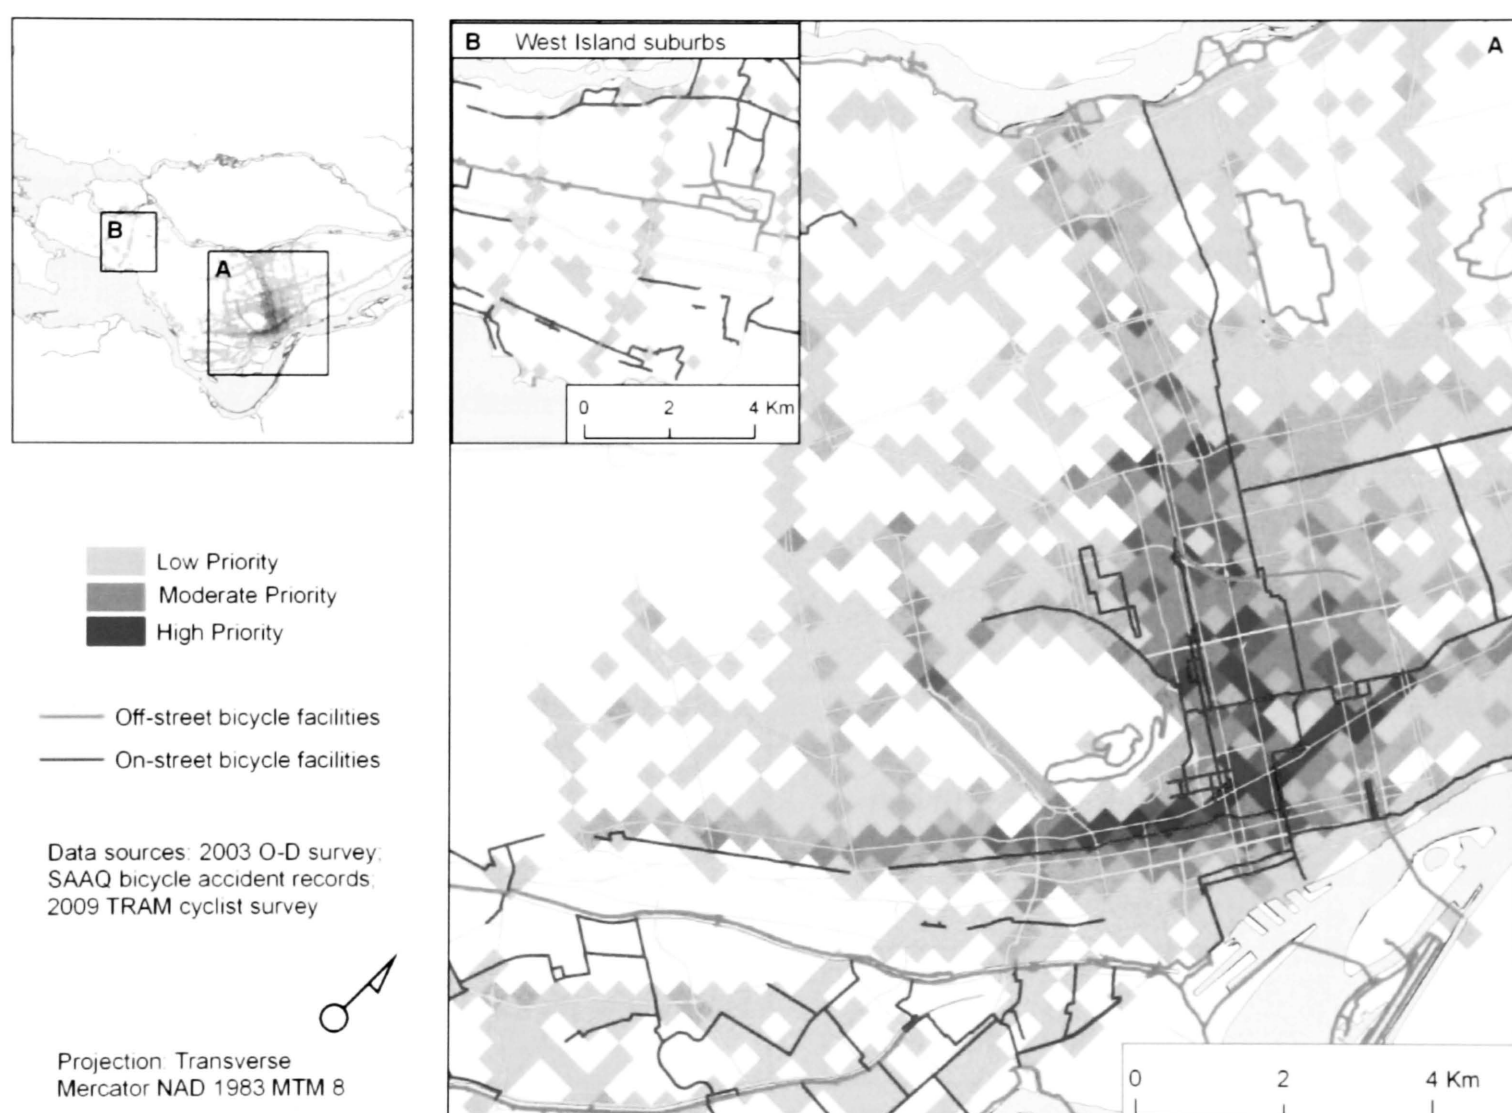 B West Island suburbs
A
B
A
0 2 4 Km
Low Priority
Moderate Priority
High Priority
Off-street bicycle facilities
On-street bicycle facilities
Data sources: 2003 O-D survey;
SAAQ bicycle accident records;
2009 TRAM cyclist survey
Projection: Transverse
Mercator NAD 1983 MTM 8
0 2 4 Km